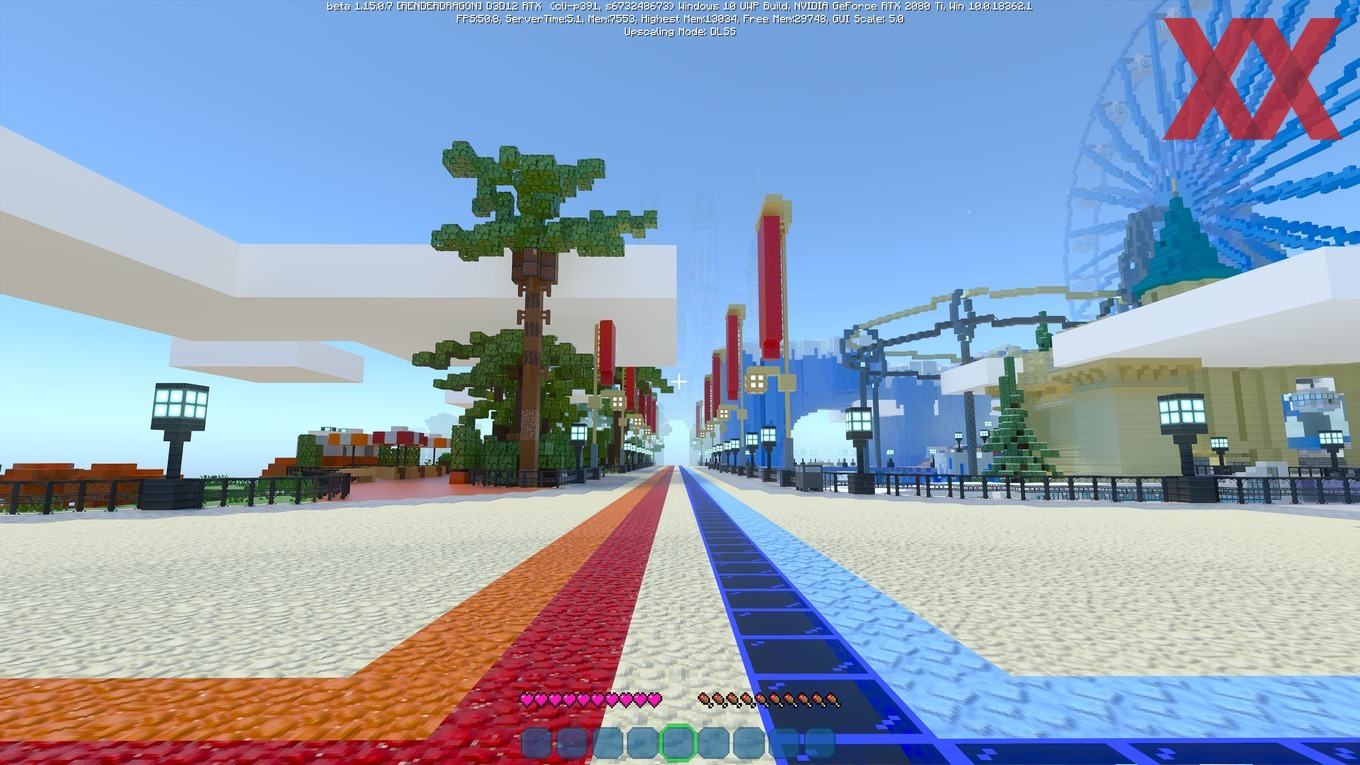 beta 1.15.0.7 [RENDERDRAGON] D3D12 RTX (cli-p391, s673248673) Windows 10 UWP Build, NVIDIA GeForce RTX 2080 Ti, Win 10.0.18362.1
FPS:50.8, ServerTime:5.1, Mem:7553, Highest Mem:13034, Free Mem:29748, GUI Scale: 5.0
Upscaling Mode: DLSS
XX